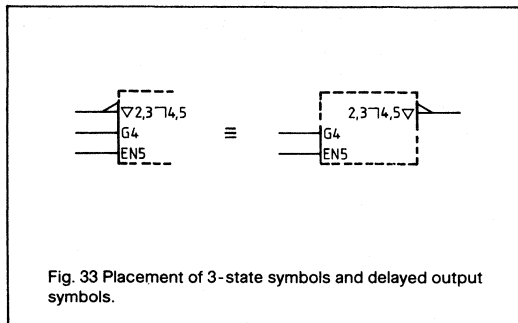 ▽2,3┐4,5
G4
EN5
≡
2,3┐4,5▽
G4
EN5
Fig. 33 Placement of 3-state symbols and delayed output
symbols.